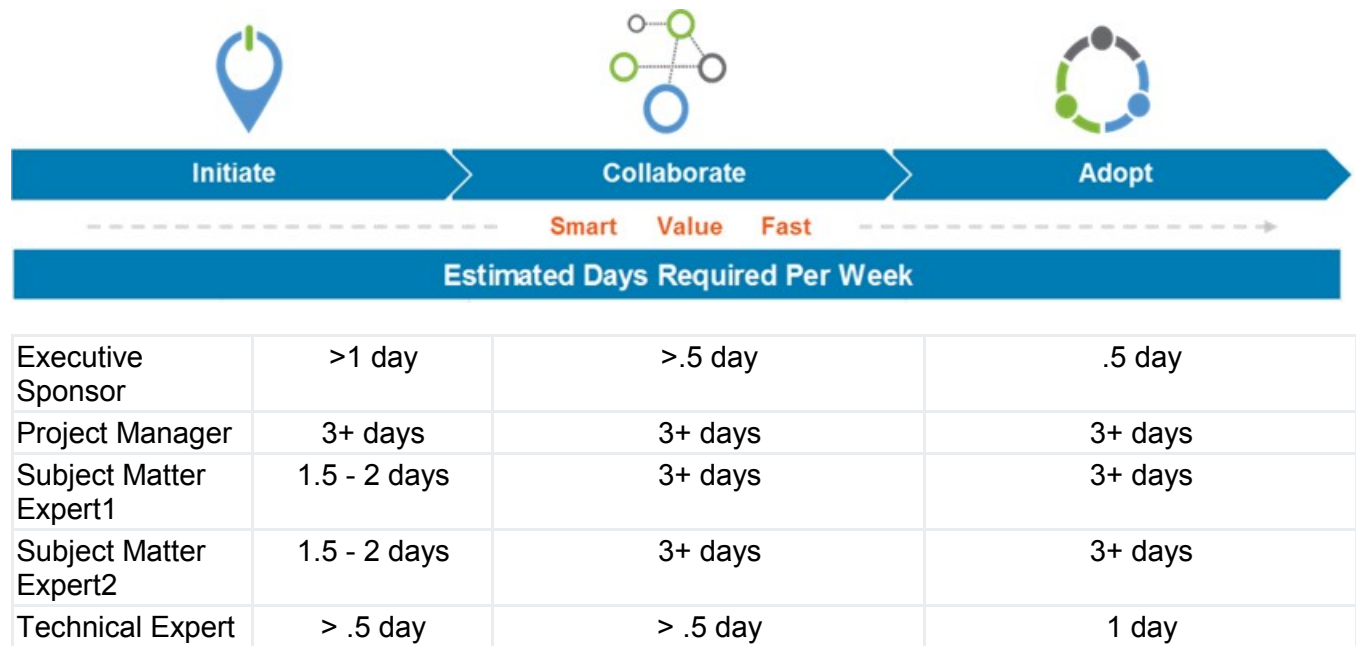 Initiate Collaborate Adopt
Smart Value Fast
Estimated Days Required Per Week
Executive Sponsor >1 day >.5 day .5 day
Project Manager 3+ days 3+ days 3+ days
Subject Matter Expert1 1.5 - 2 days 3+ days 3+ days
Subject Matter Expert2 1.5 - 2 days 3+ days 3+ days
Technical Expert > .5 day > .5 day 1 day